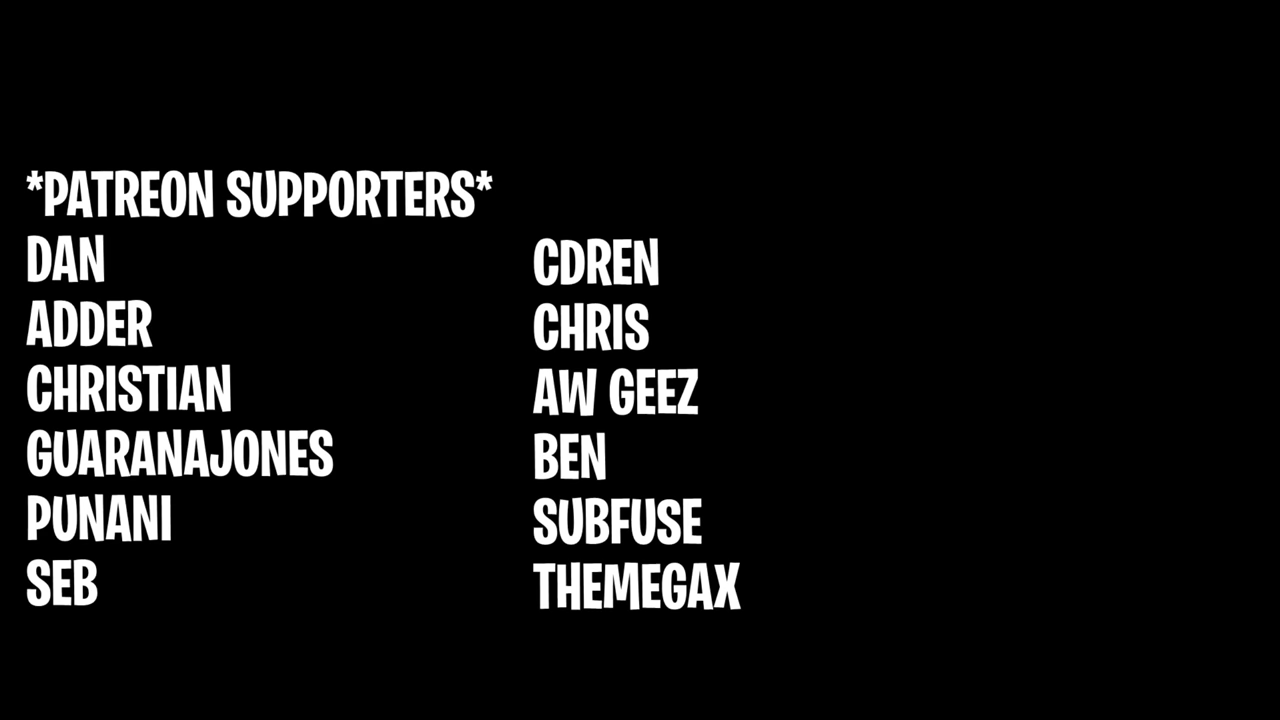 *PATREON SUPPORTERS*
DAN
ADDER
CHRISTIAN
GUARANAJONES
PUNANI
SEB
CDREN
CHRIS
AW GEEZ
BEN
SUBFUSE
THEMEGAX